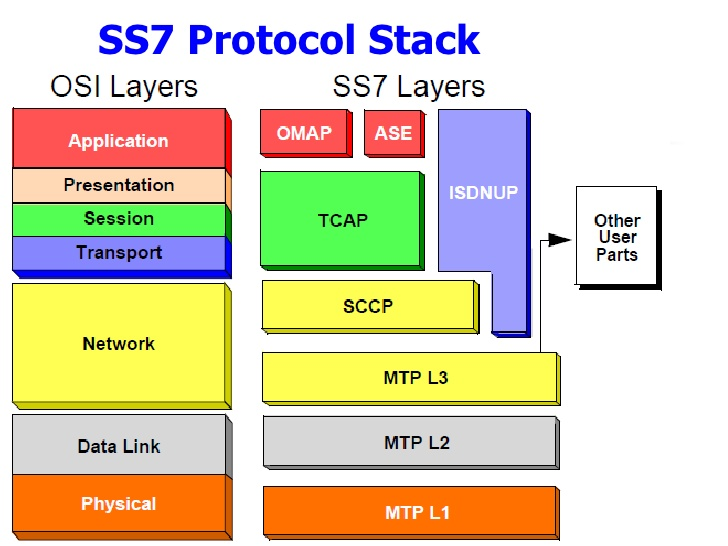 SS7 Protocol Stack
OSI Layers
SS7 Layers
Application
Presentation
Session
Transport
Network
Data Link
Physical
OMAP
ASE
ISDNUP
TCAP
SCCP
MTP L3
MTP L2
MTP L1
Other
User
Parts